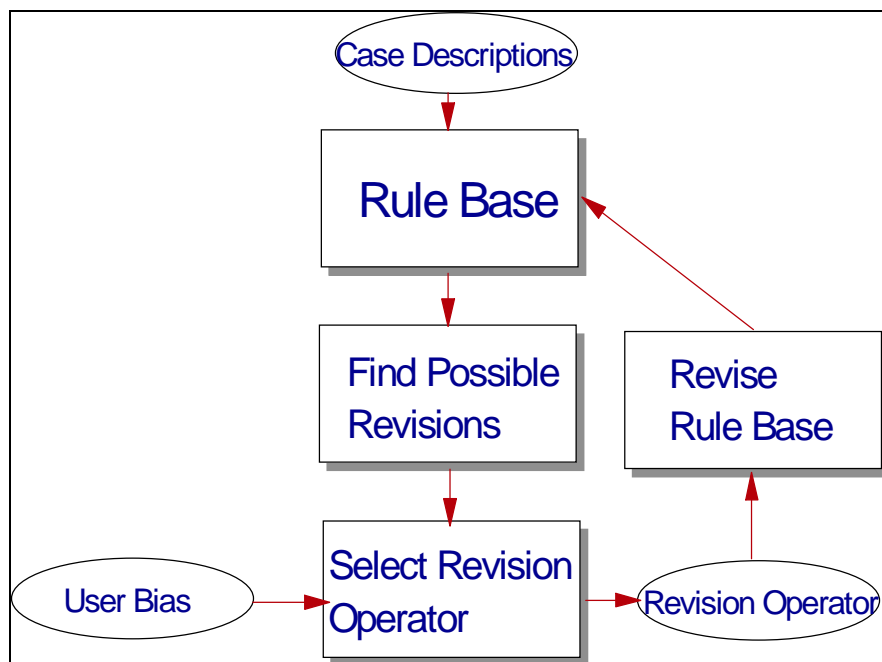 Case Descriptions
Rule Base
Find Possible
Revisions
Revise
Rule Base
Select Revision
Operator
User Bias
Revision Operator